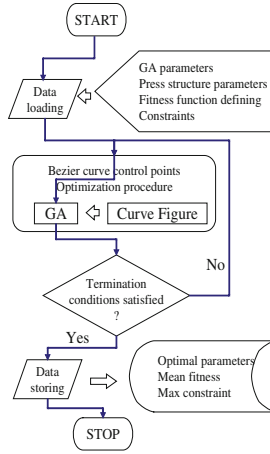 START
Data
loading
GA parameters
Press structure parameters
Fitness function defining
Constraints
Bezier curve control points
Optimization procedure
GA
Curve Figure
No
Termination
conditions satisfied
?
Yes
Data
storing
Optimal parameters
Mean fitness
Max constraint
STOP